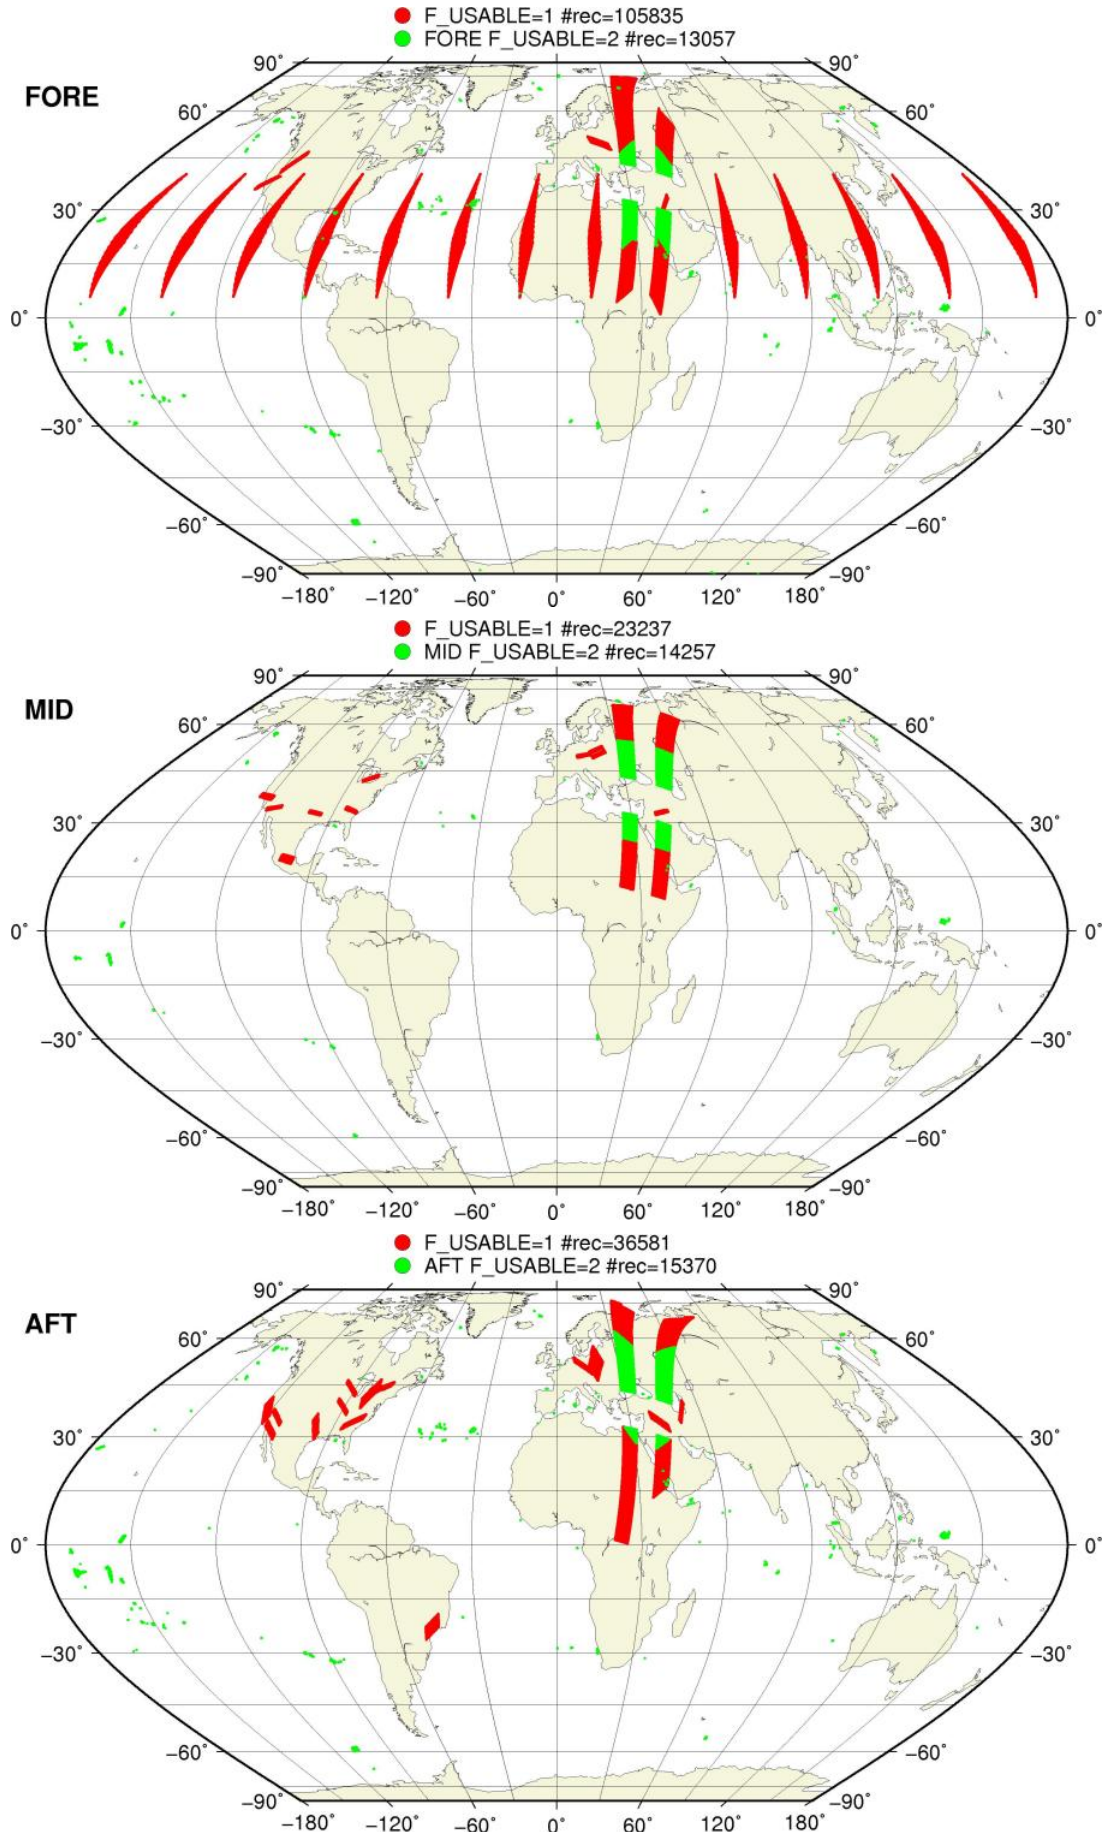 F_USABLE=1 #rec=105835
FORE F_USABLE=2 #rec=13057
FORE
90° 90°
60° 60°
30° 30°
0° 0°
−30° −30°
−60° −60°
−90° −90°
−180° −120° −60° 0° 60° 120° 180°
F_USABLE=1 #rec=23237
MID F_USABLE=2 #rec=14257
MID
90° 90°
60° 60°
30° 30°
0° 0°
−30° −30°
−60° −60°
−90° −90°
−180° −120° −60° 0° 60° 120° 180°
F_USABLE=1 #rec=36581
AFT F_USABLE=2 #rec=15370
AFT
90° 90°
60° 60°
30° 30°
0° 0°
−30° −30°
−60° −60°
−90° −90°
−180° −120° −60° 0° 60° 120° 180°